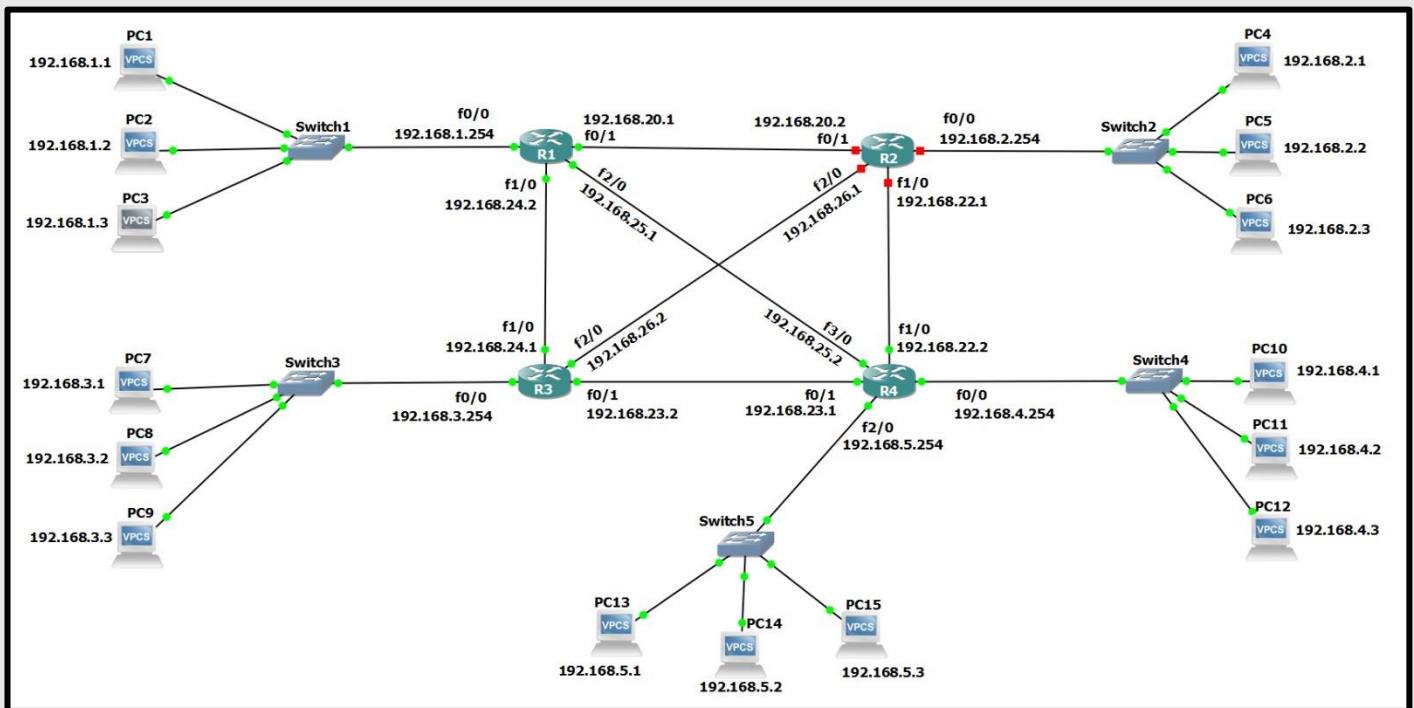 PC1
192.168.1.1
VPCS
PC2
192.168.1.2
VPCS
PC3
192.168.1.3
VPCS
Switch1
f0/0
192.168.1.254
R1
192.168.20.1
f0/1
f1/0
192.168.24.2
f2/0
192.168.25.1
192.168.20.2
f0/1
R2
f0/0
192.168.2.254
f2/0
192.168.26.1
f1/0
192.168.22.1
Switch2
PC4
VPCS
192.168.2.1
PC5
VPCS
192.168.2.2
PC6
VPCS
192.168.2.3
PC7
192.168.3.1
VPCS
PC8
192.168.3.2
VPCS
PC9
192.168.3.3
VPCS
Switch3
f1/0
192.168.24.1
f2/0
192.168.26.2
R3
f0/0
192.168.3.254
f0/1
192.168.23.2
f3/0
192.168.25.2
f1/0
192.168.22.2
R4
f0/1
192.168.23.1
f0/0
192.168.4.254
f2/0
192.168.5.254
Switch4
PC10
VPCS
192.168.4.1
PC11
VPCS
192.168.4.2
PC12
VPCS
192.168.4.3
Switch5
PC13
VPCS
192.168.5.1
PC14
VPCS
192.168.5.2
PC15
VPCS
192.168.5.3